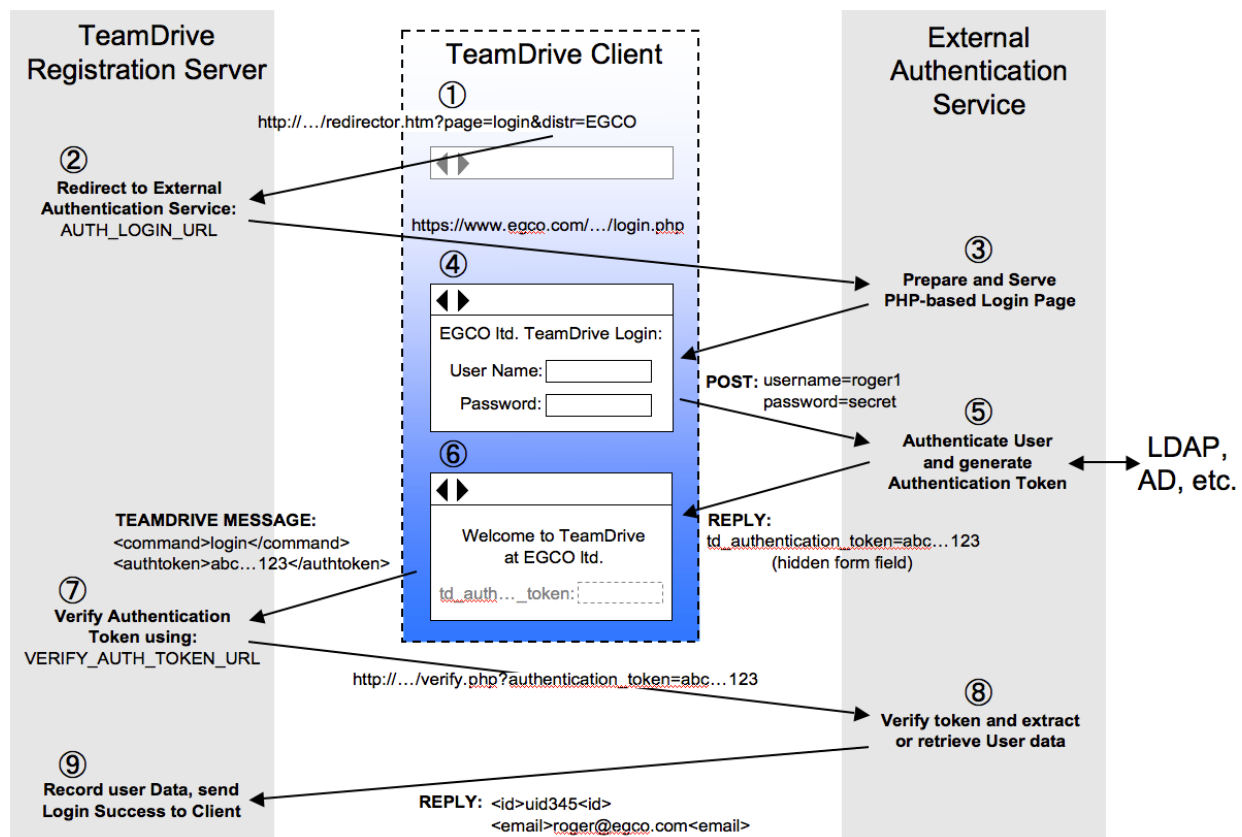 TeamDrive
Registration Server
TeamDrive Client
External
Authentication
Service
①
http://…/redirector.htm?page=login&distr=EGCO
②
Redirect to External
Authentication Service:
AUTH_LOGIN_URL
https://www.egco.com/…/login.php
③
Prepare and Serve
PHP-based Login Page
④
EGCO ltd. TeamDrive Login:
User Name:
Password:
POST: username=roger1
password=secret
⑤
Authenticate User
and generate
Authentication Token
LDAP,
AD, etc.
⑥
Welcome to TeamDrive
at EGCO ltd.
td_auth…_token:
REPLY:
td_authentication_token=abc…123
(hidden form field)
TEAMDRIVE MESSAGE:
<command>login</command>
<authtoken>abc…123</authtoken>
⑦
Verify Authentication
Token using:
VERIFY_AUTH_TOKEN_URL
http://…/verify.php?authentication_token=abc…123
⑧
Verify token and extract
or retrieve User data
⑨
Record user Data, send
Login Success to Client
REPLY: <id>uid345<id>
<email>roger@egco.com<email>